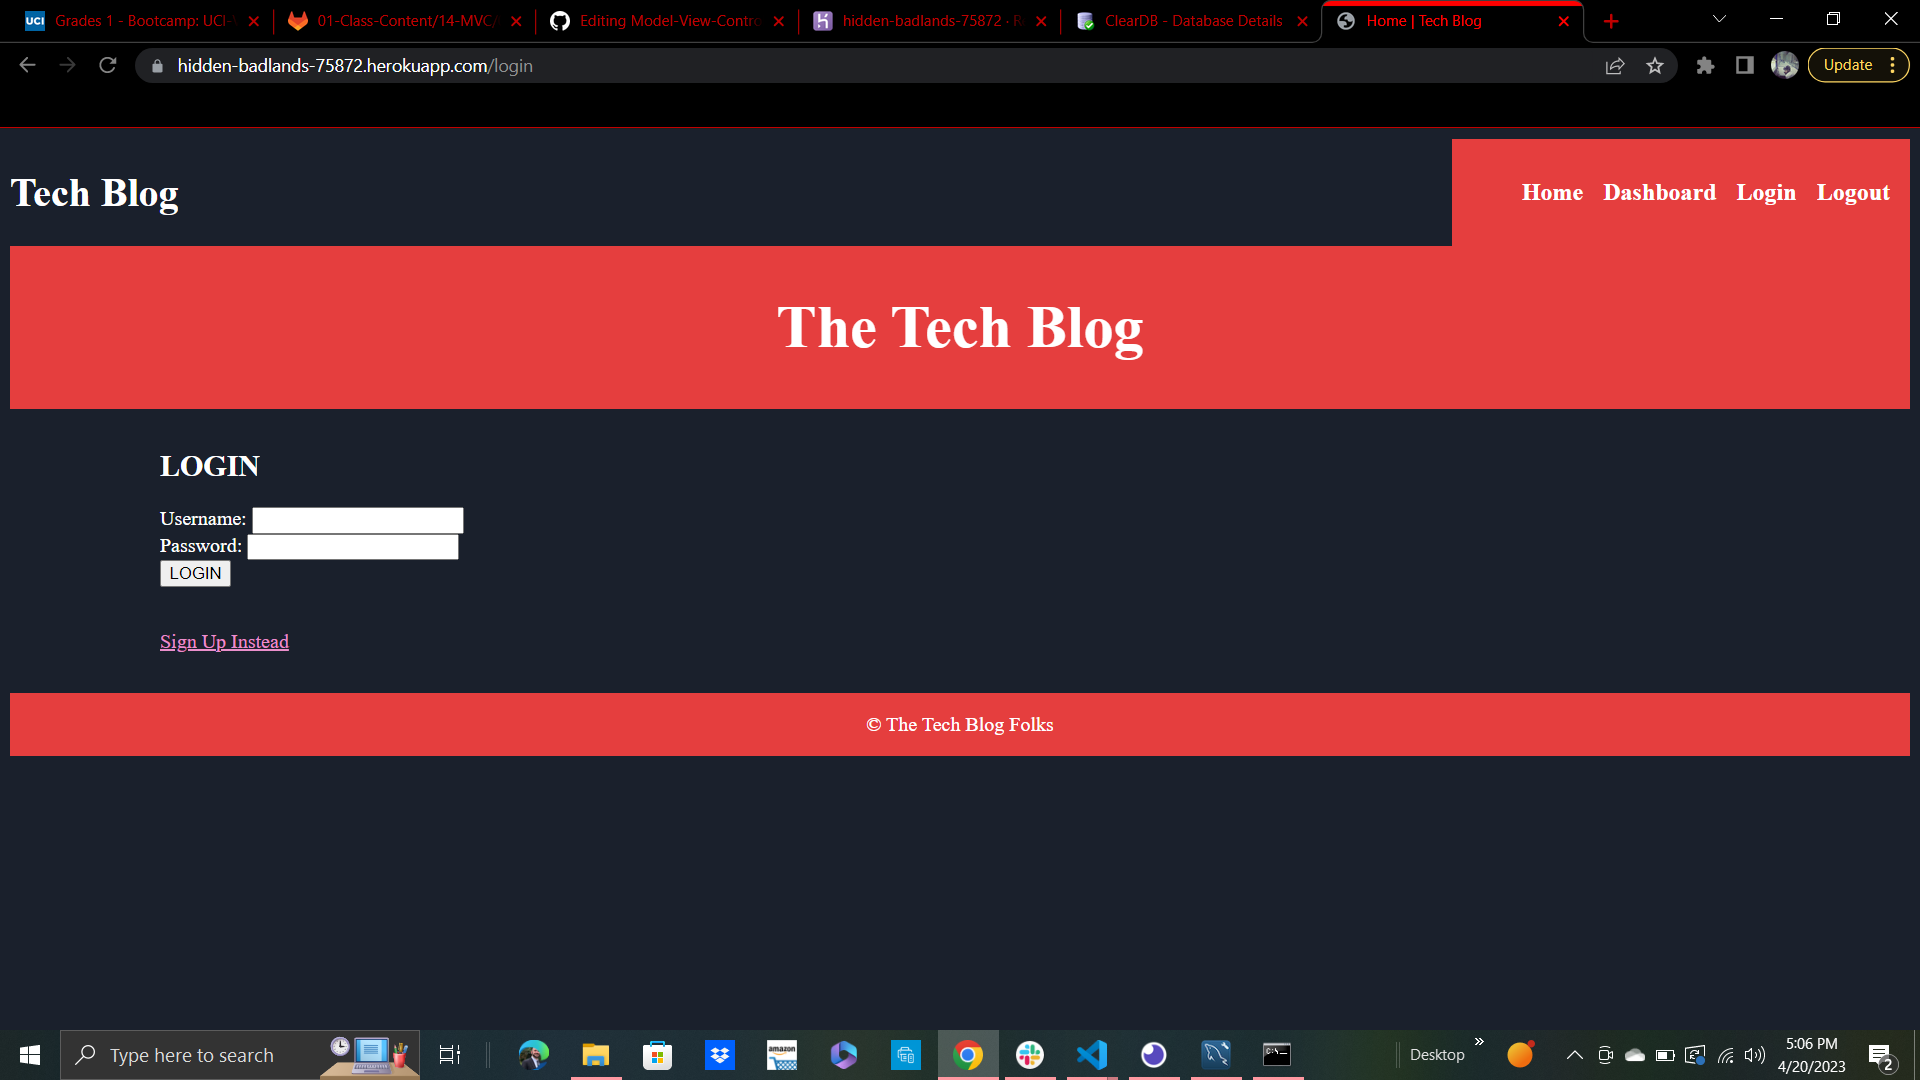 UCI Grades 1 - Bootcamp: UCI-
01-Class-Content/14-MVC/
Editing Model-View-Contro
hidden-badlands-75872 · R
ClearDB - Database Details
Home | Tech Blog
hidden-badlands-75872.herokuapp.com/login
Update
Tech Blog
Home Dashboard Login Logout
The Tech Blog
LOGIN
Username:
Password:
LOGIN
Sign Up Instead
© The Tech Blog Folks
Type here to search
amazon
Desktop
5:06 PM
4/20/2023
2